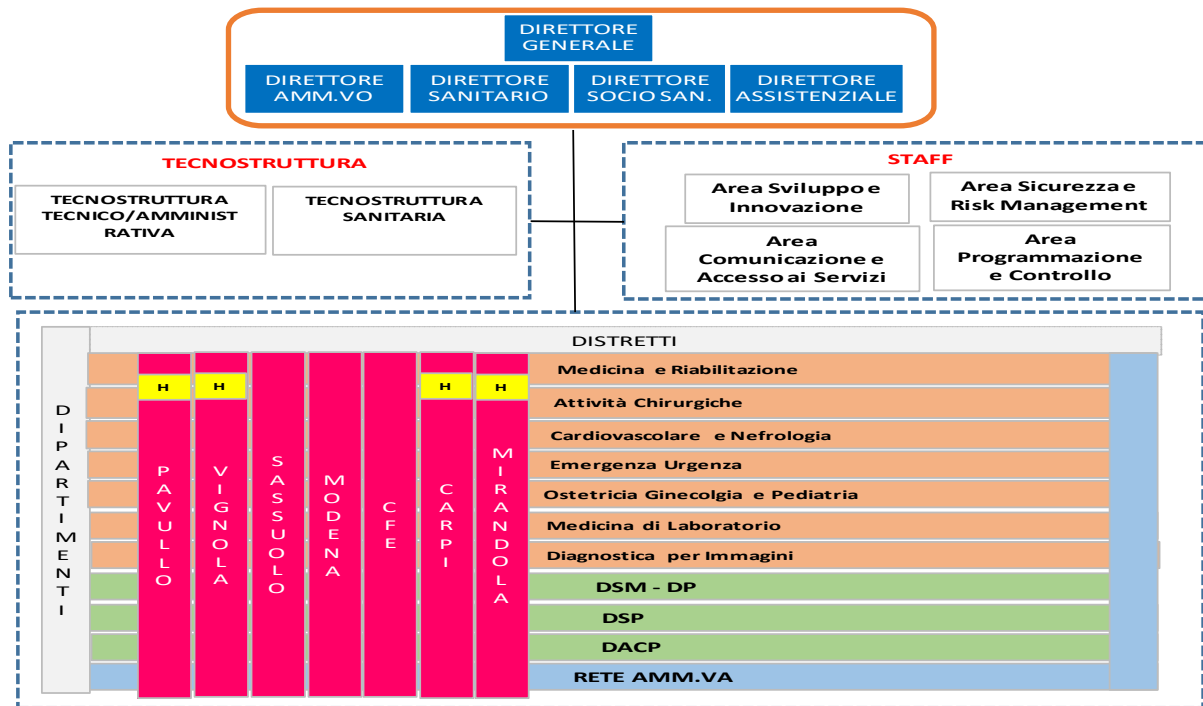 DIRETTORE
GENERALE
DIRETTORE
AMM.VO
DIRETTORE
SANITARIO
DIRETTORE
SOCIO SAN.
DIRETTORE
ASSISTENZIALE
TECNOSTRUTTURA
TECNOSTRUTTURA
TECNICO/AMMINIST
RATIVA
TECNOSTRUTTURA
SANITARIA
STAFF
Area Sviluppo e
Innovazione
Area Sicurezza e
Risk Management
Area
Comunicazione e
Accesso ai Servizi
Area
Programmazione
e Controllo
DISTRETTI
DIPARTIMENTI
H
PAVULLO
H
VIGNOLA
SASSUOLO
MODENA
CFE
H
CARPI
H
MIRANDOLA
Medicina e Riabilitazione
Attività Chirurgiche
Cardiovascolare e Nefrologia
Emergenza Urgenza
Ostetricia Ginecolgia e Pediatria
Medicina di Laboratorio
Diagnostica per Immagini
DSM - DP
DSP
DACP
RETE AMM.VA